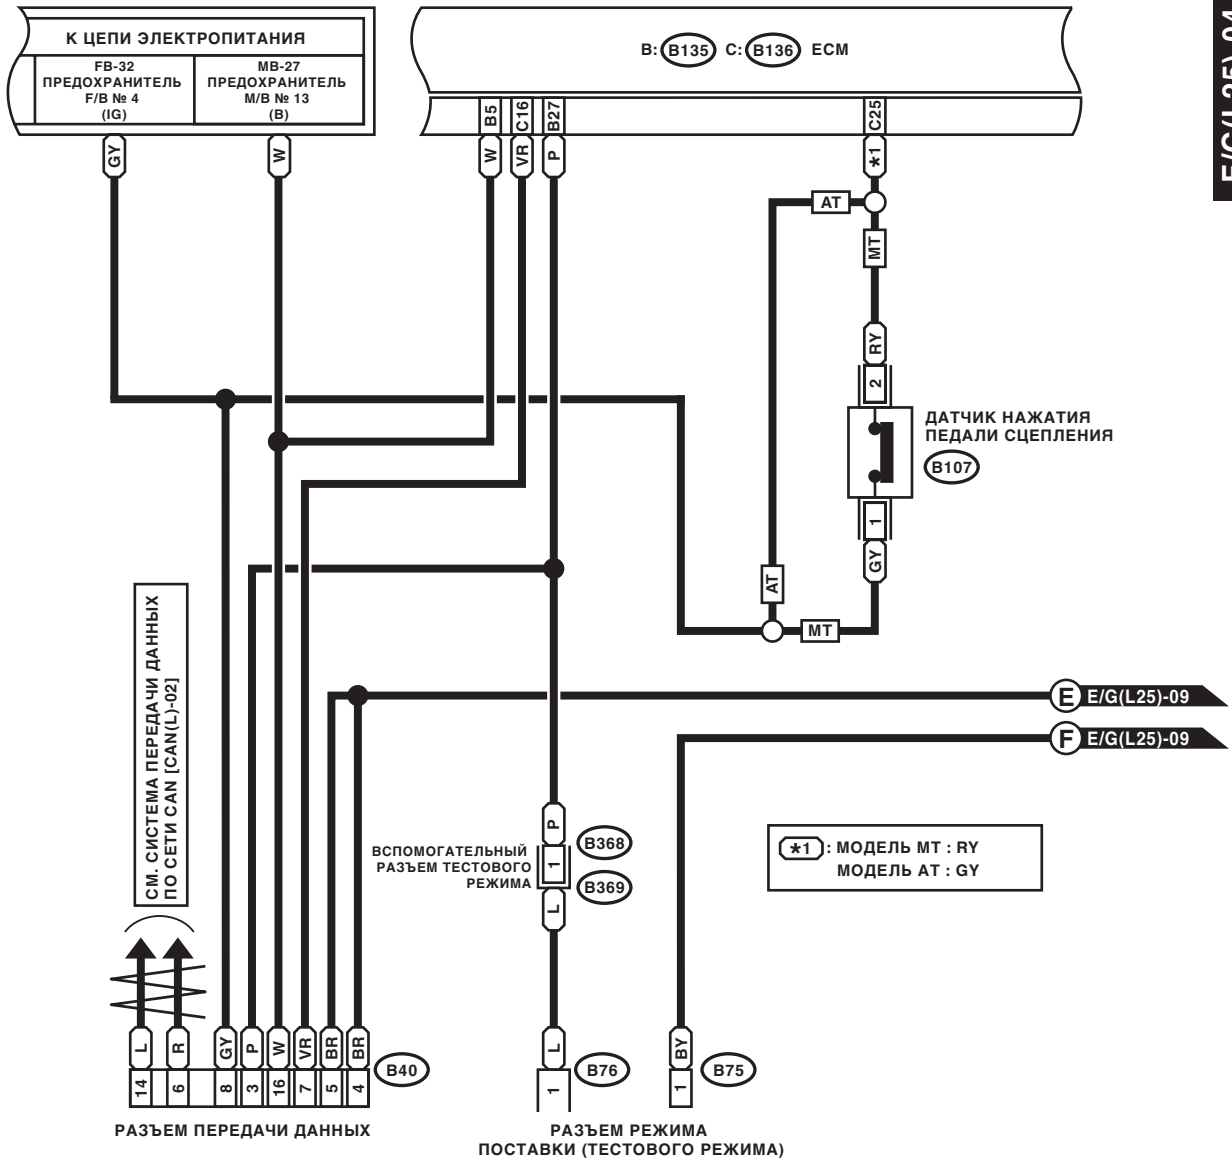 К ЦЕПИ ЭЛЕКТРОПИТАНИЯ
FB-32
ПРЕДОХРАНИТЕЛЬ
F/B № 4
(IG)
MB-27
ПРЕДОХРАНИТЕЛЬ
M/B № 13
(B)
B: B135 C: B136 ECM
B5
C16
B27
C25
GY
W
W
VR
P
*1
AT
MT
RY
2
ДАТЧИК НАЖАТИЯ
ПЕДАЛИ СЦЕПЛЕНИЯ
B107
1
GY
AT
MT
СМ. СИСТЕМА ПЕРЕДАЧИ ДАННЫХ
ПО СЕТИ CAN [CAN(L)-02]
E E/G(L25)-09
F E/G(L25)-09
P
B368
ВСПОМОГАТЕЛЬНЫЙ
РАЗЪЕМ ТЕСТОВОГО
РЕЖИМА
1
B369
L
*1 : МОДЕЛЬ MT : RY
МОДЕЛЬ AT : GY
L
R
GY
P
W
VR
BR
BR
B40
14
6
8
3
16
7
5
4
L
B76
1
BY
B75
1
РАЗЪЕМ ПЕРЕДАЧИ ДАННЫХ
РАЗЪЕМ РЕЖИМА
ПОСТАВКИ (ТЕСТОВОГО РЕЖИМА)